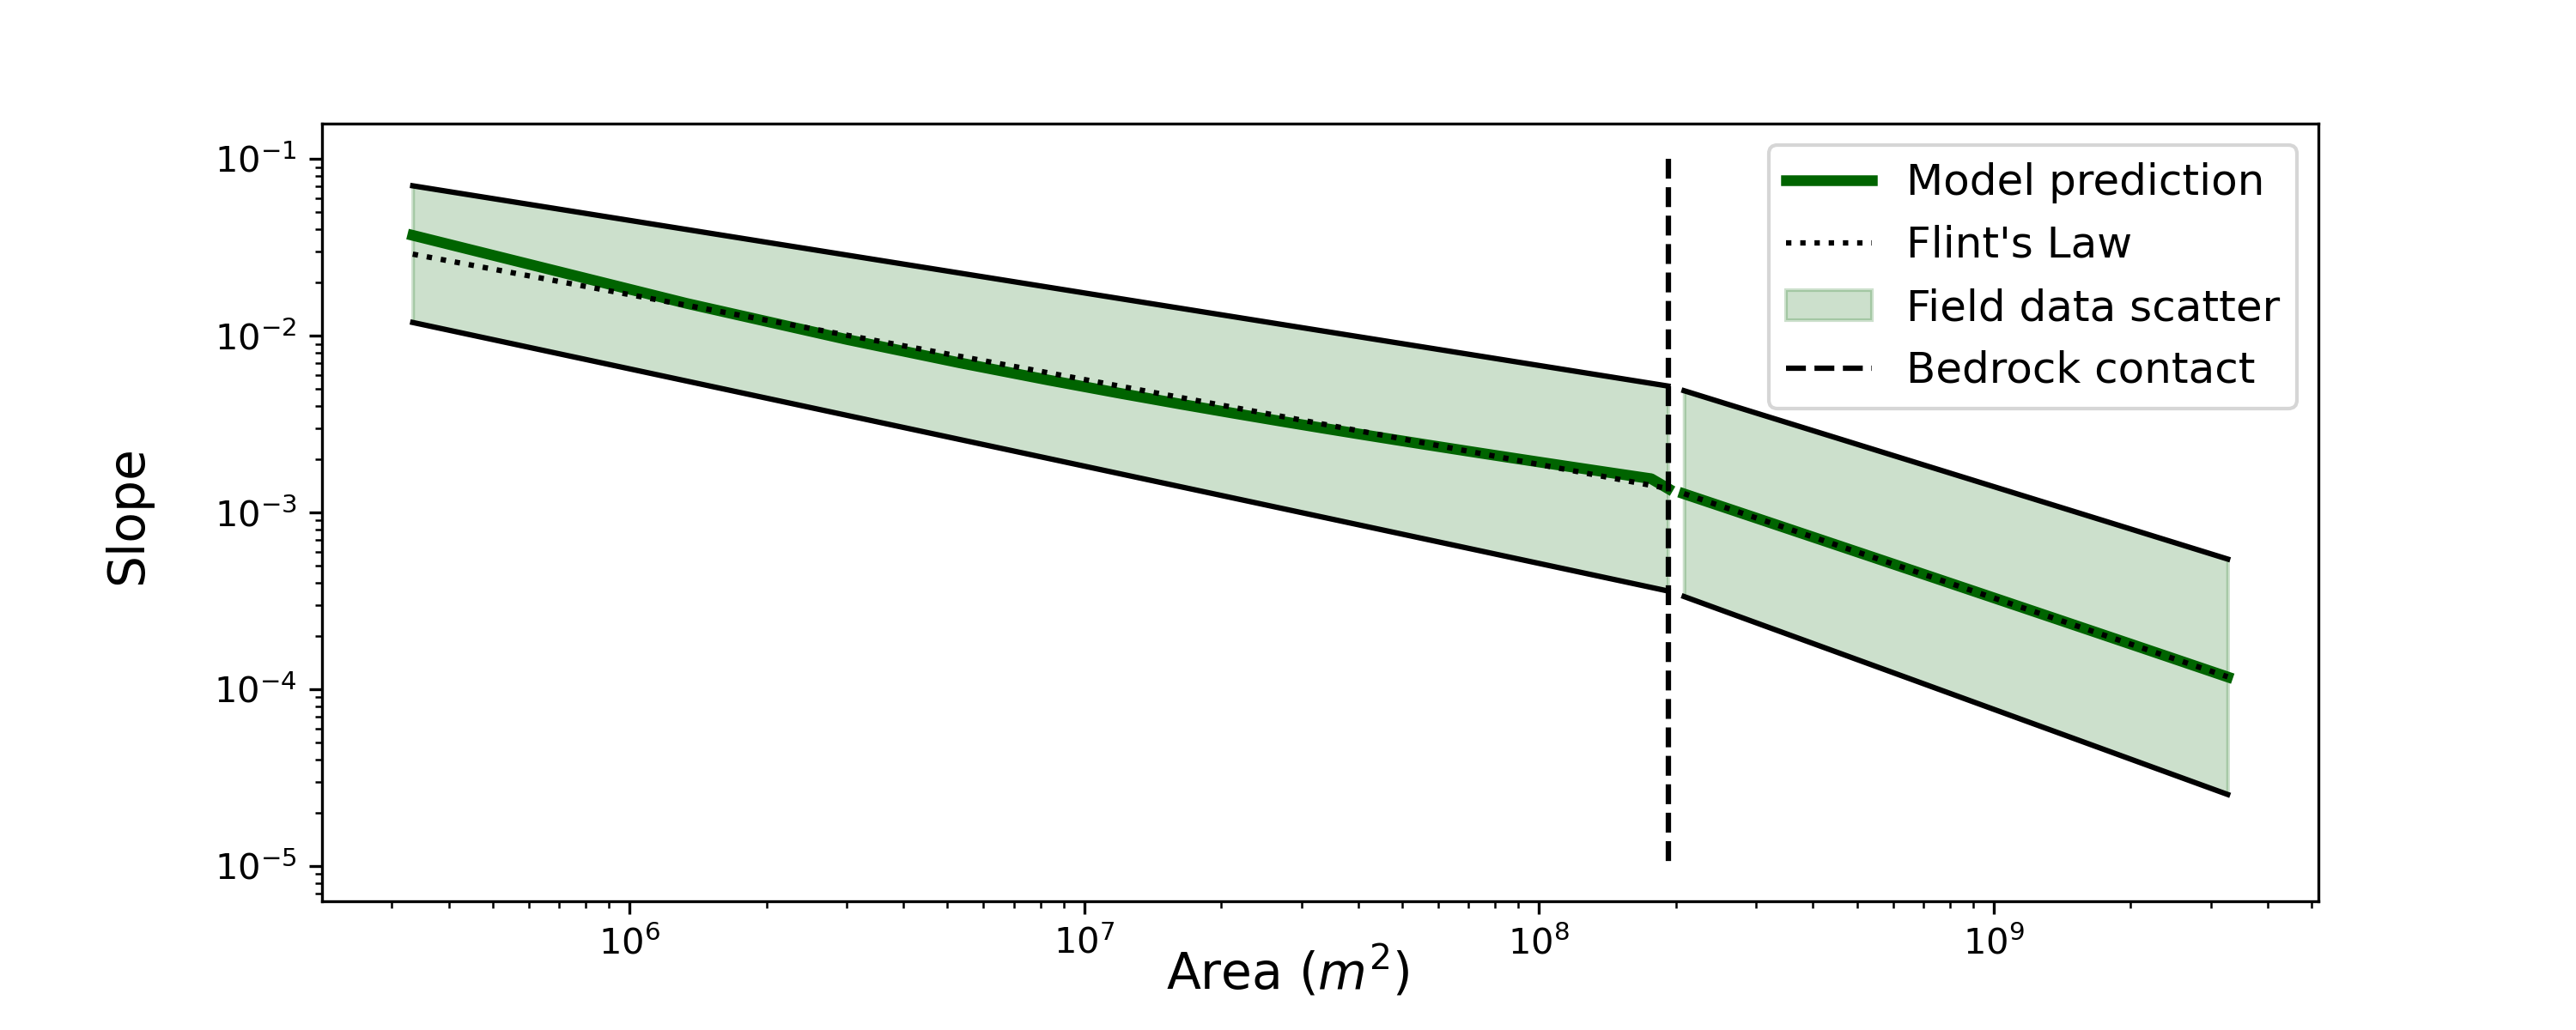 10⁻¹
10⁻²
10⁻³
10⁻⁴
10⁻⁵
Slope
Model prediction
Flint's Law
Field data scatter
Bedrock contact
10⁶ 10⁷ 10⁸ 10⁹
Area (m²)